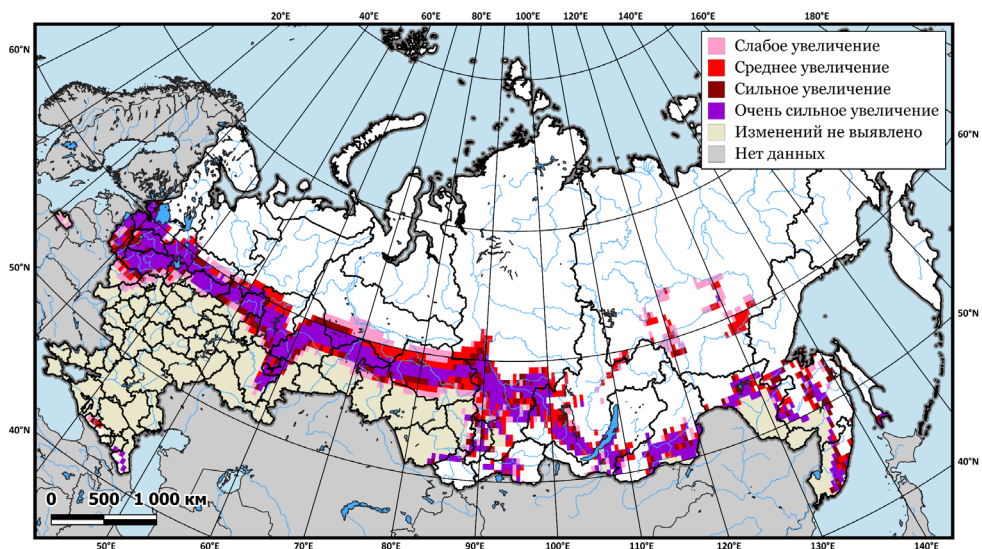 20°E 40°E 60°E 80°E 100°E 120°E 140°E 160°E 180°E
60°N
50°N
40°N
Слабое увеличение
Среднее увеличение
Сильное увеличение
Очень сильное увеличение
Изменений не выявлено
Нет данных
60°N
50°N
40°N
0 500 1 000 км
50°E 60°E 70°E 80°E 90°E 100°E 110°E 120°E 130°E 140°E